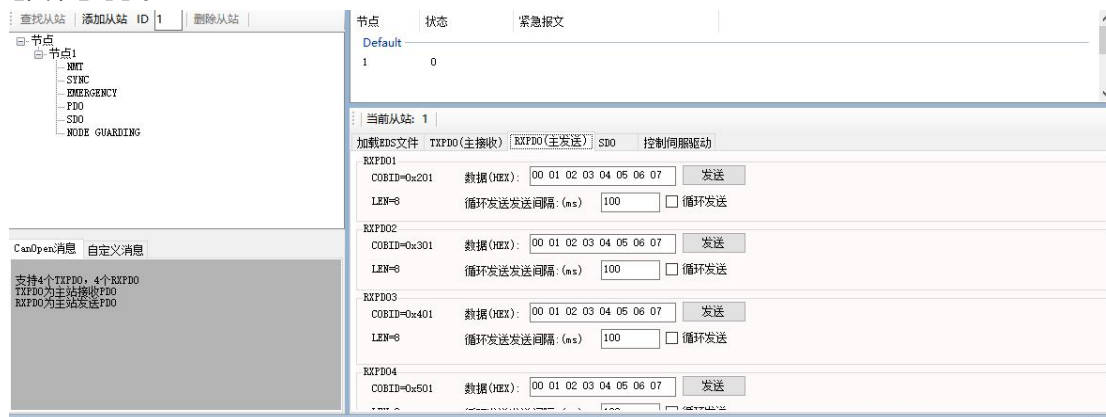 查找从站 添加从站 ID 1 删除从站
节点
节点1
NMT
SYNC
EMERGENCY
PDO
SDO
NODE GUARDING
CanOpen消息 自定义消息
支持4个TXPDO，4个RXPDO
TXPDO为主站接收PDO
RXPDO为主站发送PDO
节点 状态 紧急报文
Default
1 0
当前从站: 1
加载EDS文件 TXPDO(主接收) RXPDO(主发送) SDO 控制伺服驱动
RXPDO1
COBID=0x201 数据(HEX): 00 01 02 03 04 05 06 07 发送
LEN=8 循环发送发送间隔:(ms) 100 循环发送
RXPDO2
COBID=0x301 数据(HEX): 00 01 02 03 04 05 06 07 发送
LEN=8 循环发送发送间隔:(ms) 100 循环发送
RXPDO3
COBID=0x401 数据(HEX): 00 01 02 03 04 05 06 07 发送
LEN=8 循环发送发送间隔:(ms) 100 循环发送
RXPDO4
COBID=0x501 数据(HEX): 00 01 02 03 04 05 06 07 发送